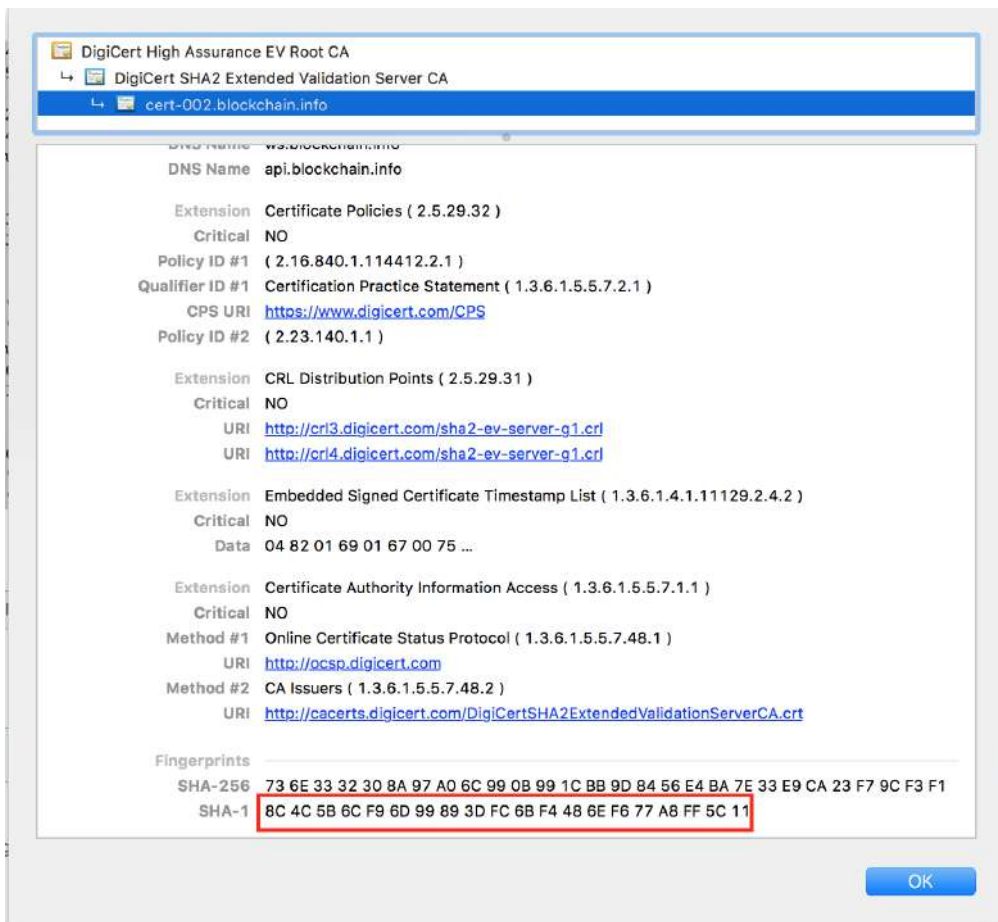 DigiCert High Assurance EV Root CA
DigiCert SHA2 Extended Validation Server CA
cert-002.blockchain.info
DNS Name ws.blockchain.info
DNS Name api.blockchain.info
Extension Certificate Policies ( 2.5.29.32 )
Critical NO
Policy ID #1 ( 2.16.840.1.114412.2.1 )
Qualifier ID #1 Certification Practice Statement ( 1.3.6.1.5.5.7.2.1 )
CPS URI https://www.digicert.com/CPS
Policy ID #2 ( 2.23.140.1.1 )
Extension CRL Distribution Points ( 2.5.29.31 )
Critical NO
URI http://crl3.digicert.com/sha2-ev-server-g1.crl
URI http://crl4.digicert.com/sha2-ev-server-g1.crl
Extension Embedded Signed Certificate Timestamp List ( 1.3.6.1.4.1.11129.2.4.2 )
Critical NO
Data 04 82 01 69 01 67 00 75 ...
Extension Certificate Authority Information Access ( 1.3.6.1.5.5.7.1.1 )
Critical NO
Method #1 Online Certificate Status Protocol ( 1.3.6.1.5.5.7.48.1 )
URI http://ocsp.digicert.com
Method #2 CA Issuers ( 1.3.6.1.5.5.7.48.2 )
URI http://cacerts.digicert.com/DigiCertSHA2ExtendedValidationServerCA.crt
Fingerprints
SHA-256 73 6E 33 32 30 8A 97 A0 6C 99 0B 99 1C BB 9D 84 56 E4 BA 7E 33 E9 CA 23 F7 9C F3 F1
SHA-1 8C 4C 5B 6C F9 6D 99 89 3D FC 6B F4 48 6E F6 77 A8 FF 5C 11
OK